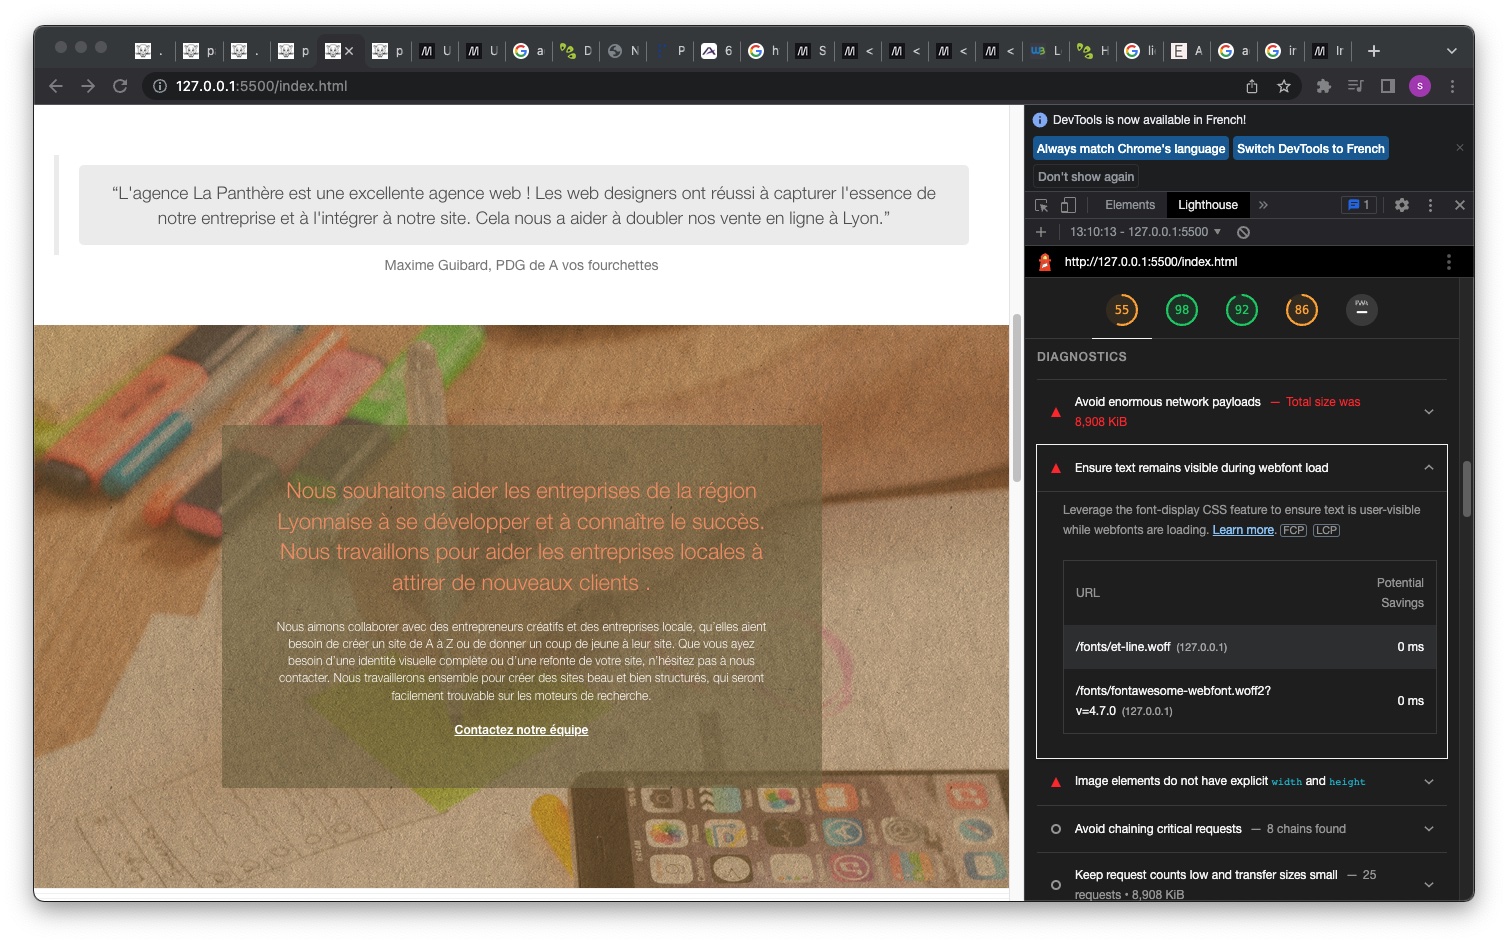 . p . p × p U U a D N P 6 h S < < < < L H li A a ir Ir
127.0.0.1:5500/index.html
s
“L'agence La Panthère est une excellente agence web ! Les web designers ont réussi à capturer l'essence de
notre entreprise et à l'intégrer à notre site. Cela nous a aider à doubler nos vente en ligne à Lyon.”
Maxime Guibard, PDG de A vos fourchettes
Nous souhaitons aider les entreprises de la région
Lyonnaise à se développer et à connaître le succès.
Nous travaillons pour aider les entreprises locales à
attirer de nouveaux clients .
Nous aimons collaborer avec des entrepreneurs créatifs et des entreprises locale, qu’elles aient
besoin de créer un site de A à Z ou de donner un coup de jeune à leur site. Que vous ayez
besoin d’une identité visuelle complète ou d’une refonte de votre site, n’hésitez pas à nous
contacter. Nous travaillerons ensemble pour créer des sites beau et bien structurés, qui seront
facilement trouvable sur les moteurs de recherche.
Contactez notre équipe
DevTools is now available in French!
Always match Chrome's language Switch DevTools to French
Don't show again
Elements Lighthouse » 1
13:10:13 - 127.0.0.1:5500
http://127.0.0.1:5500/index.html
55 98 92 86 PWA
DIAGNOSTICS
Avoid enormous network payloads — Total size was
8,908 KiB
Ensure text remains visible during webfont load
Leverage the font-display CSS feature to ensure text is user-visible
while webfonts are loading. Learn more. FCP LCP
URL Potential
Savings
/fonts/et-line.woff (127.0.0.1) 0 ms
/fonts/fontawesome-webfont.woff2?
v=4.7.0 (127.0.0.1) 0 ms
Image elements do not have explicit width and height
Avoid chaining critical requests — 8 chains found
Keep request counts low and transfer sizes small — 25
requests • 8,908 KiB